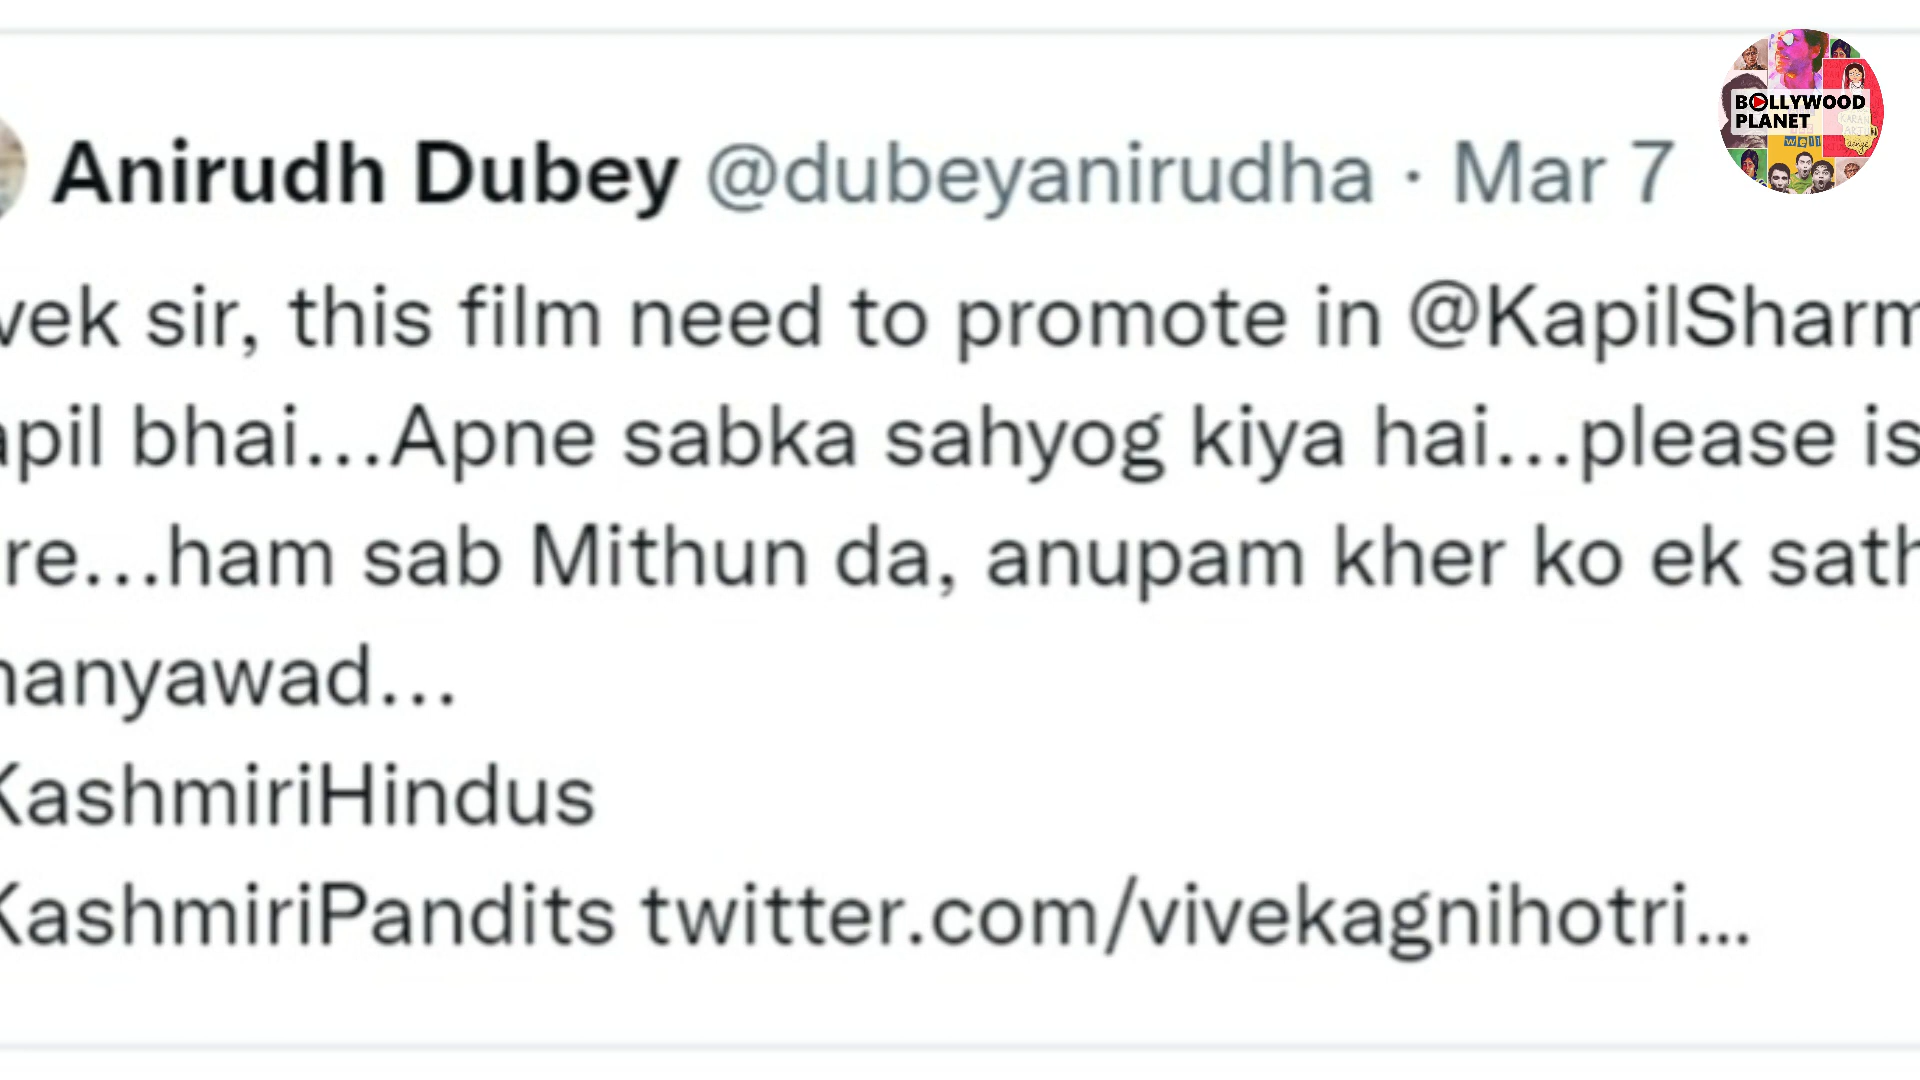 Anirudh Dubey @dubeyanirudha · Mar 7
BOLLYWOOD
PLANET
vek sir, this film need to promote in @KapilSharm
apil bhai...Apne sabka sahyog kiya hai...please is
re...ham sab Mithun da, anupam kher ko ek sath
hanyawad...
KashmiriHindus
KashmiriPandits twitter.com/vivekagnihotri...